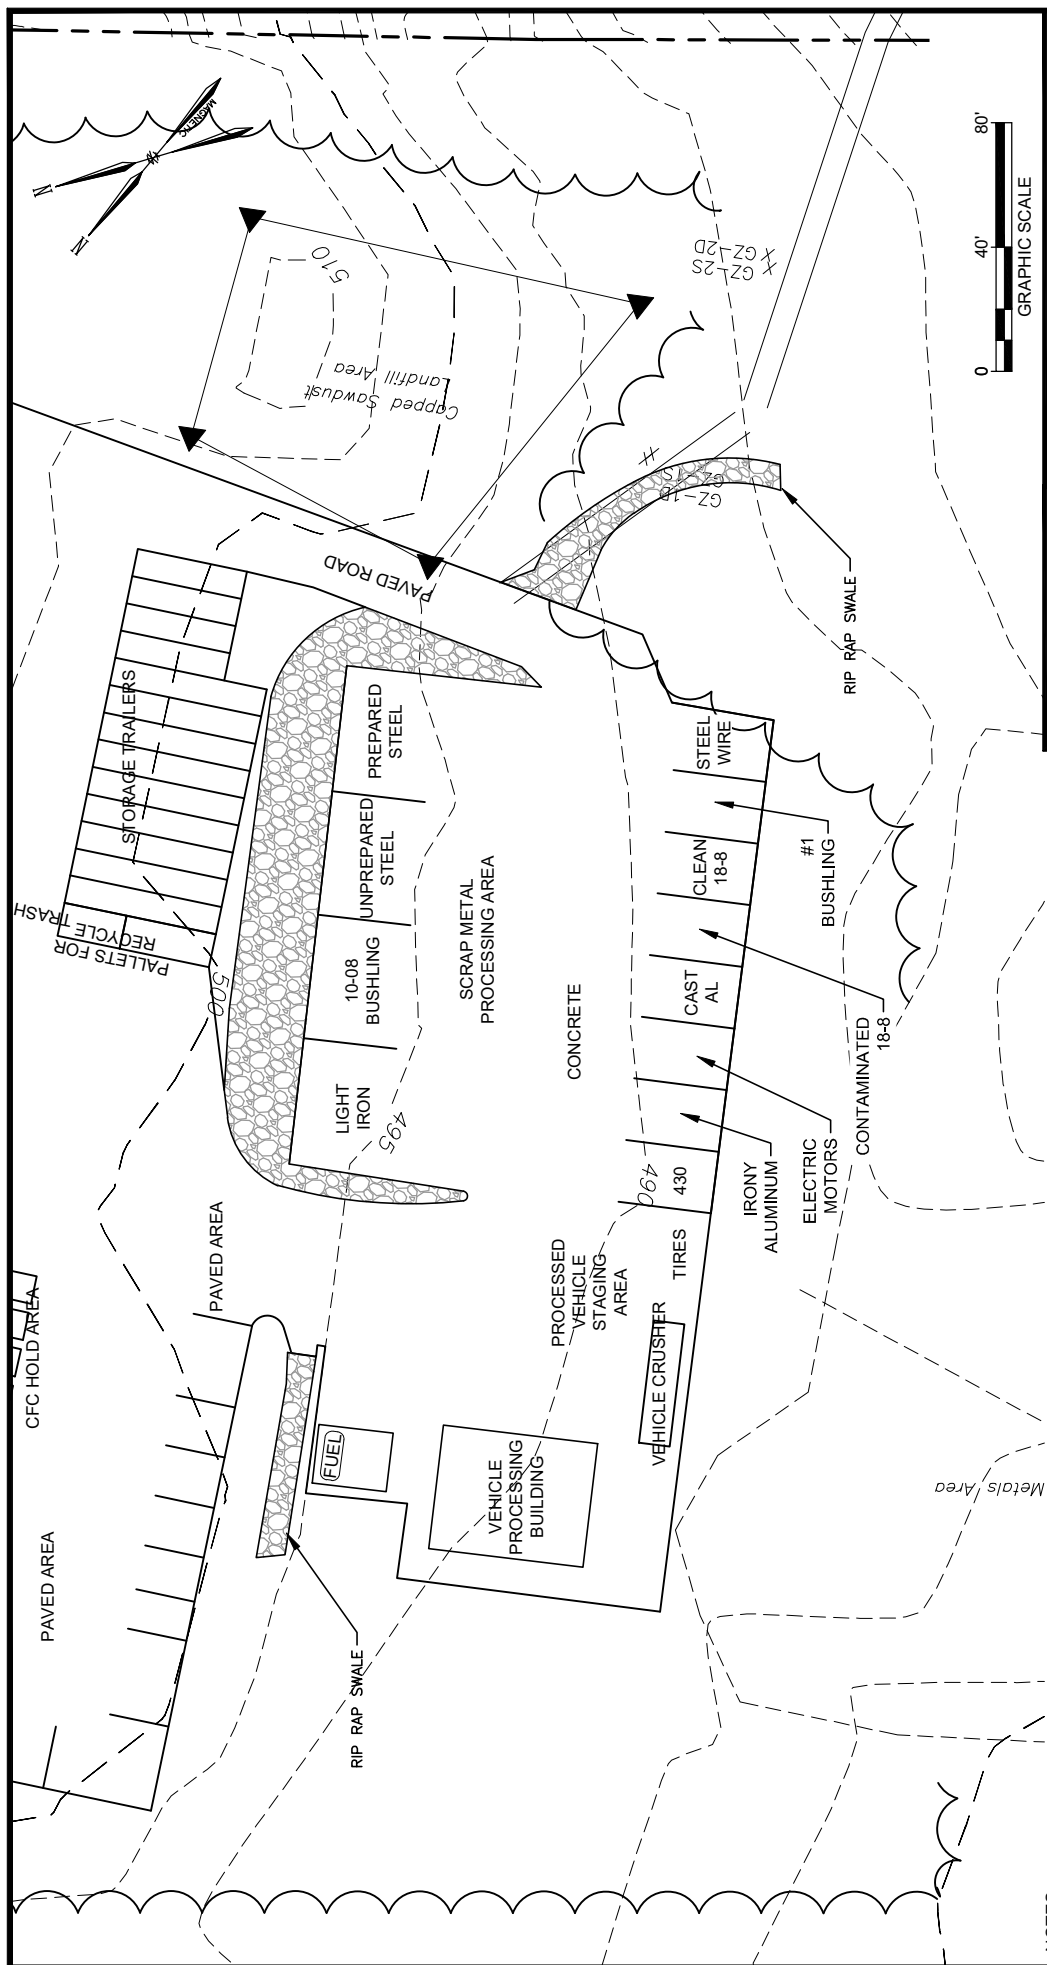 N
N
MAGNETIC
80'
40'
0
GRAPHIC SCALE
510
Capped Sawdust
Landfill Area
GZ-2S
GZ-2D
X
X
GZ-1D
GZ-1S
X
PAVED ROAD
RIP RAP SWALE
STORAGE TRAILERS
PALLETS FOR
RECYCLE TRASH
500
PREPARED
STEEL
UNPREPARED
STEEL
10-08
BUSHLING
LIGHT
IRON
495
SCRAP METAL
PROCESSING AREA
CONCRETE
STEEL
WIRE
#1
BUSHLING
CLEAN
18-8
CONTAMINATED
18-8
CAST
AL
ELECTRIC
MOTORS
IRONY
ALUMINUM
430
490
TIRES
PROCESSED
VEHICLE
STAGING
AREA
VEHICLE CRUSHER
VEHICLE
PROCESSING
BUILDING
FUEL
PAVED AREA
CFC HOLD AREA
PAVED AREA
RIP RAP SWALE
Metals Area